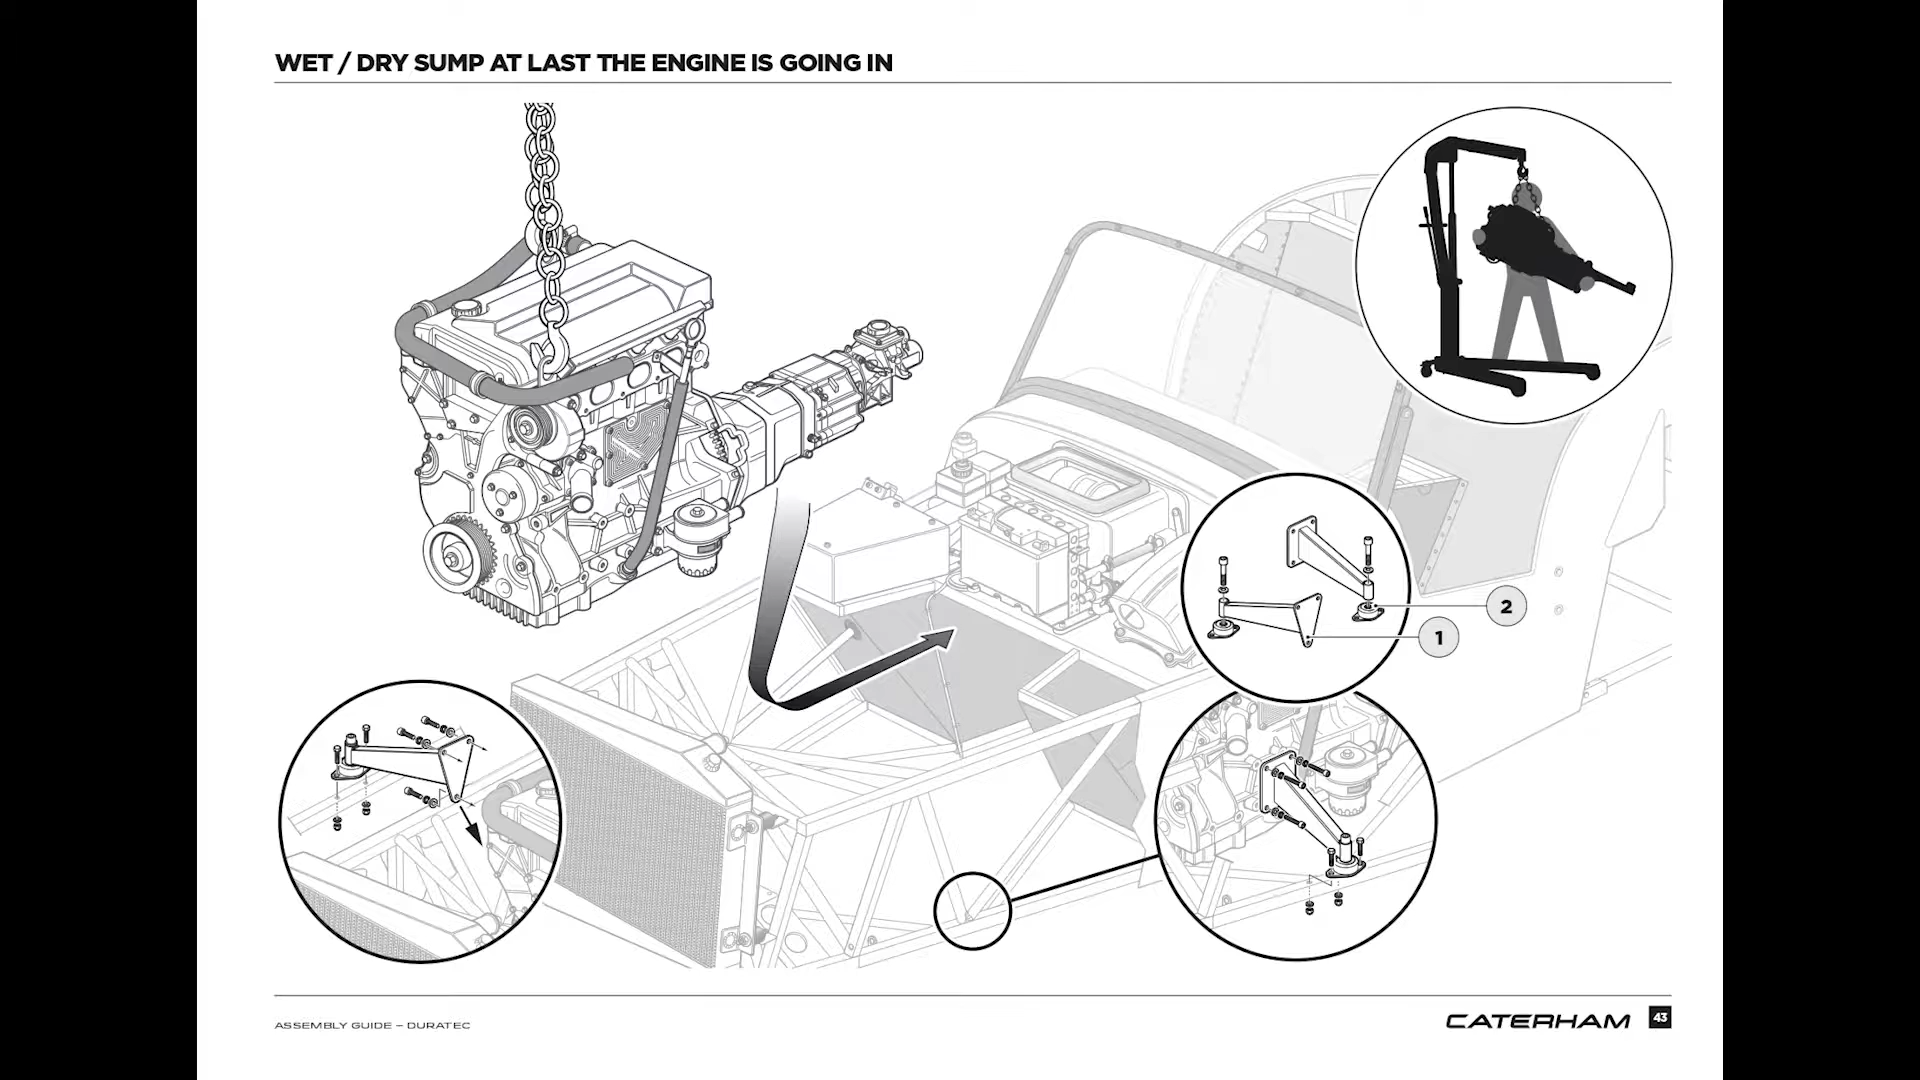 WET / DRY SUMP AT LAST THE ENGINE IS GOING IN
2
1
ASSEMBLY GUIDE – DURATEC
CATERHAM 43